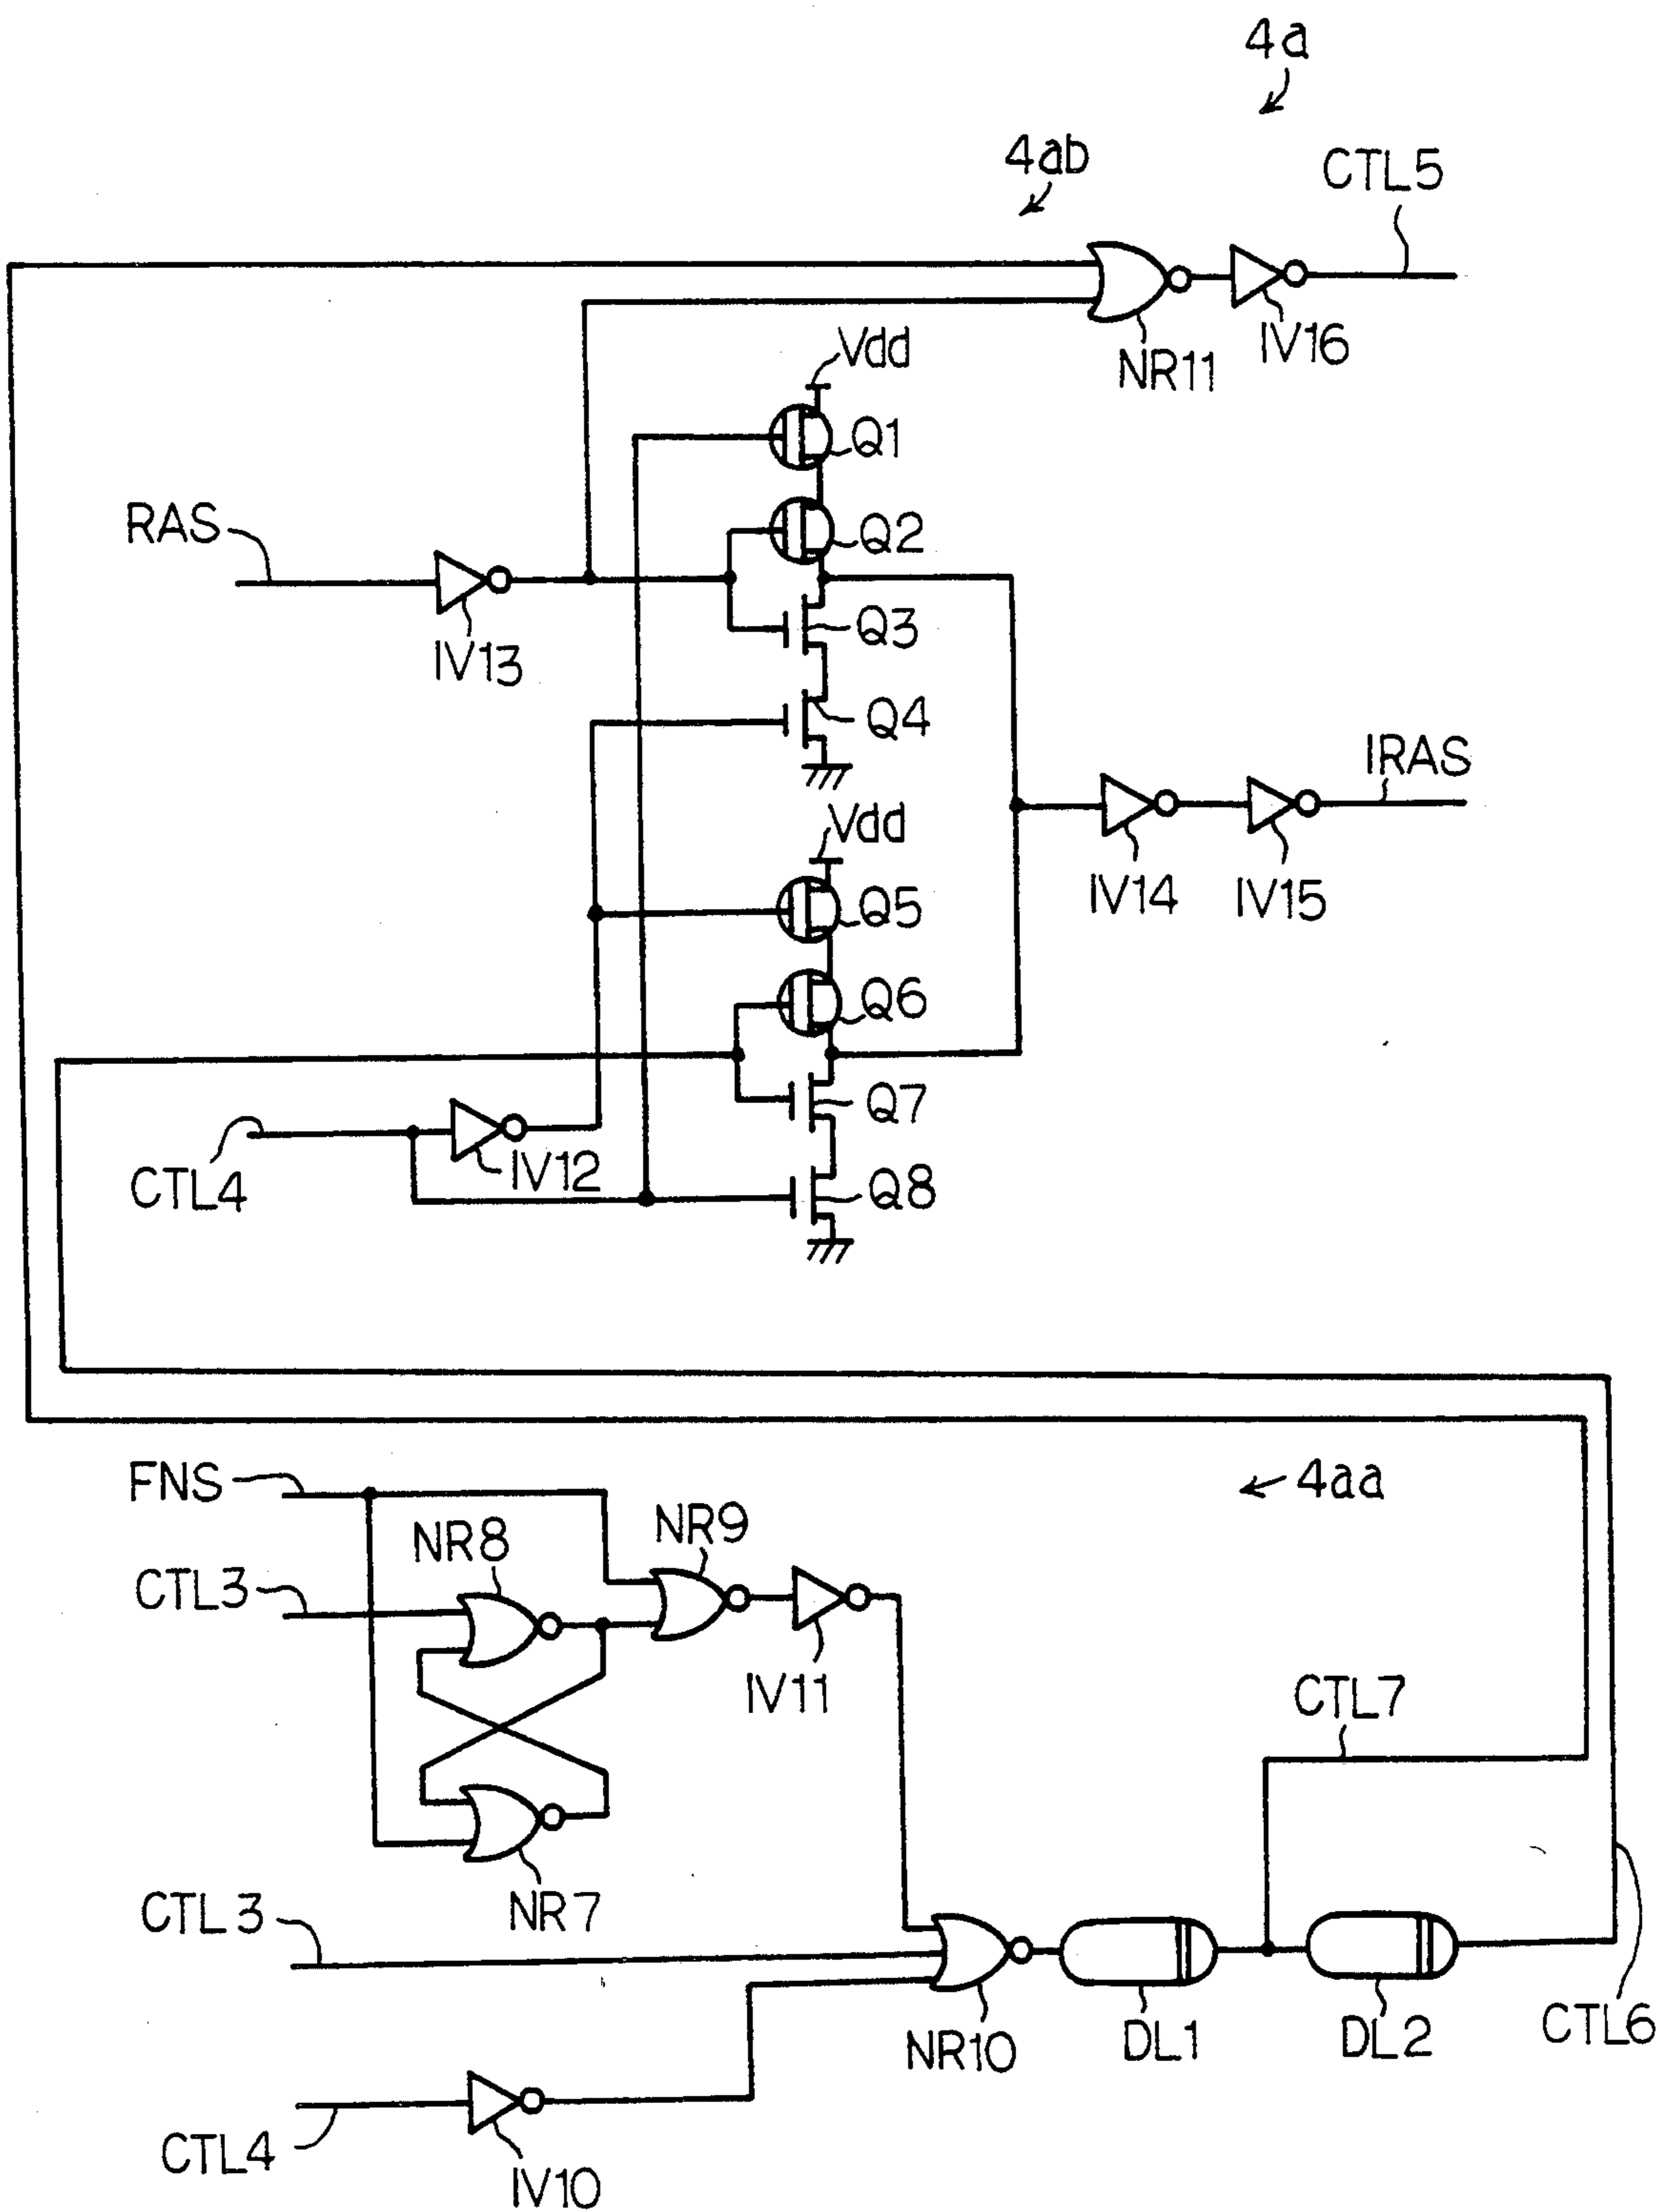 4a
4ab
CTL5
NR11
IV16
Vdd
Q1
RAS
Q2
IV13
Q3
Q4
IRAS
Vdd
IV14
IV15
Q5
Q6
Q7
CTL4
IV12
Q8
FNS
4aa
NR8
NR9
CTL3
IV11
CTL7
NR7
CTL3
NR10
DL1
DL2
CTL6
CTL4
IV10